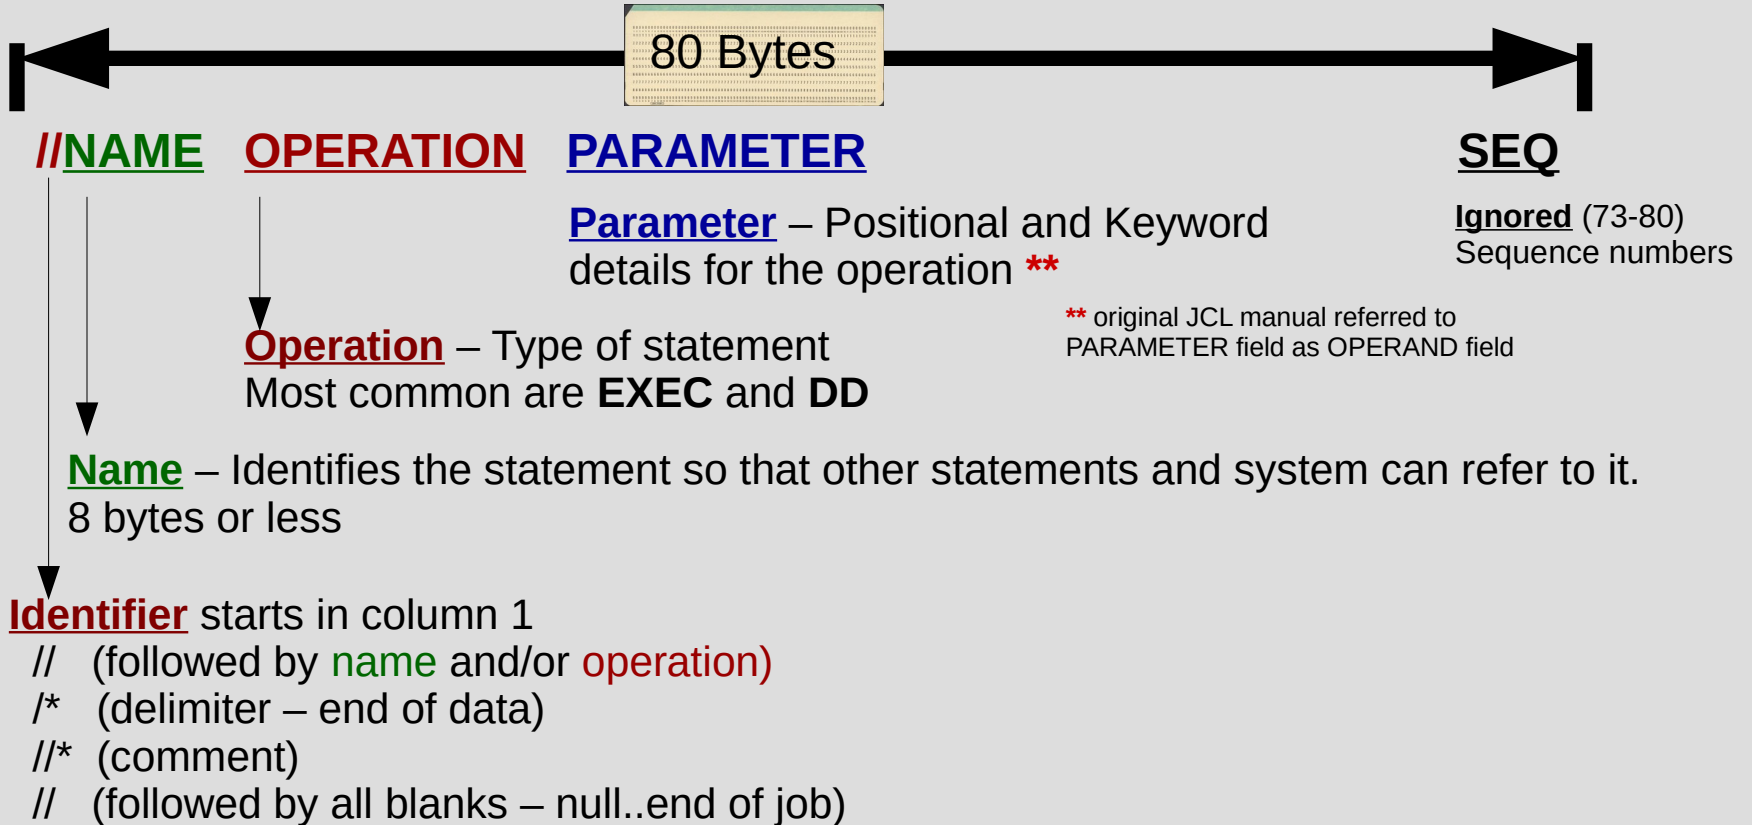 80 Bytes
//NAME OPERATION PARAMETER SEQ
Parameter – Positional and Keyword
details for the operation **
Ignored (73-80)
Sequence numbers
** original JCL manual referred to
PARAMETER field as OPERAND field
Operation – Type of statement
Most common are EXEC and DD
Name – Identifies the statement so that other statements and system can refer to it.
8 bytes or less
Identifier starts in column 1
// (followed by name and/or operation)
/* (delimiter – end of data)
//* (comment)
// (followed by all blanks – null..end of job)